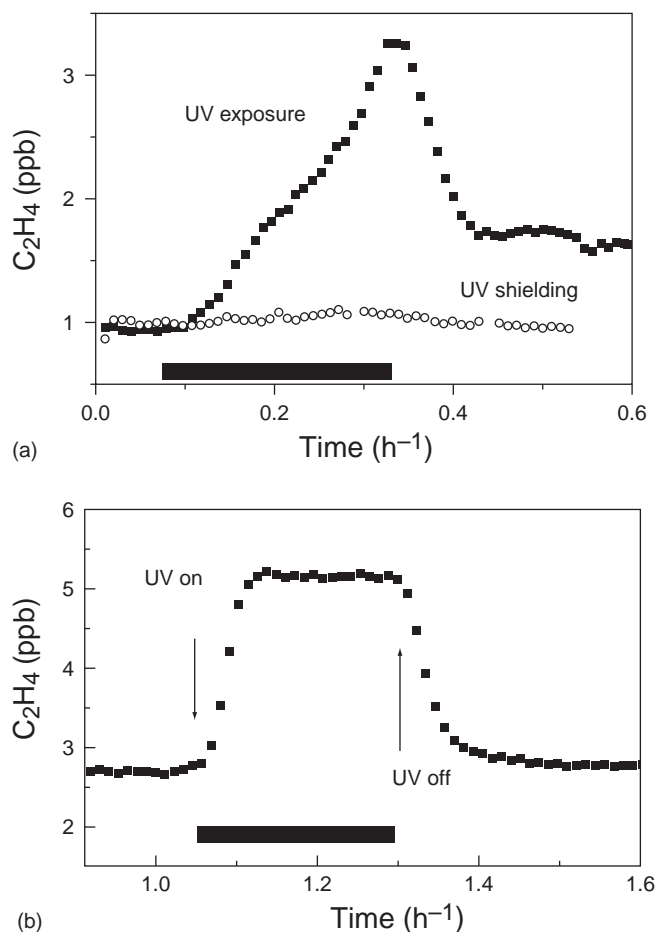 3
2
1
C₂H₄ (ppb)
UV exposure
UV shielding
0.0 0.2 0.4 0.6
Time (h⁻¹)
(a)
6
5
4
3
2
C₂H₄ (ppb)
UV on
UV off
1.0 1.2 1.4 1.6
Time (h⁻¹)
(b)